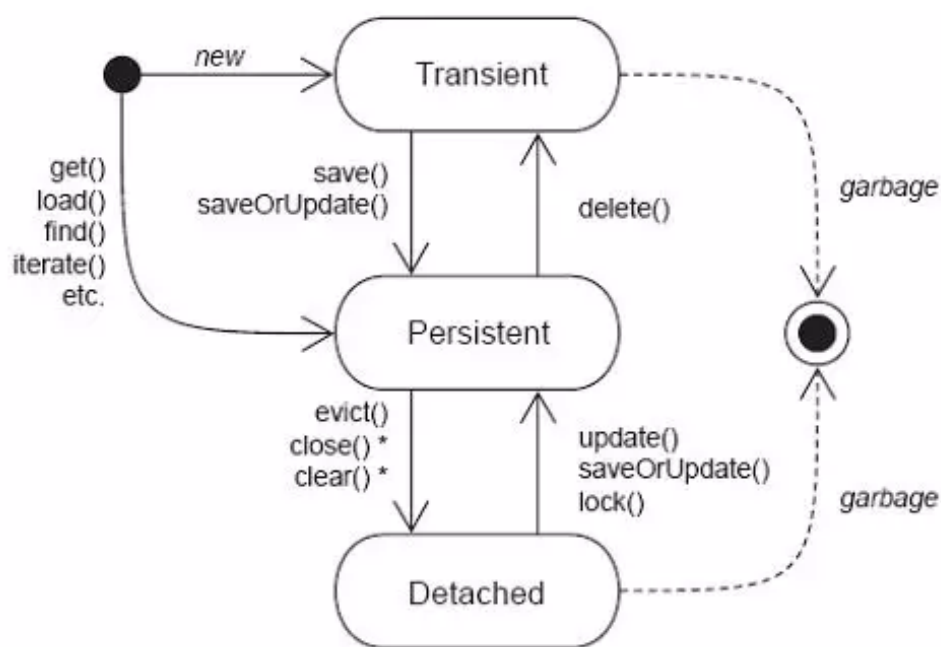 new
Transient
get()
load()
find()
iterate()
etc.
save()
saveOrUpdate()
delete()
garbage
Persistent
evict()
close() *
clear() *
update()
saveOrUpdate()
lock()
garbage
Detached